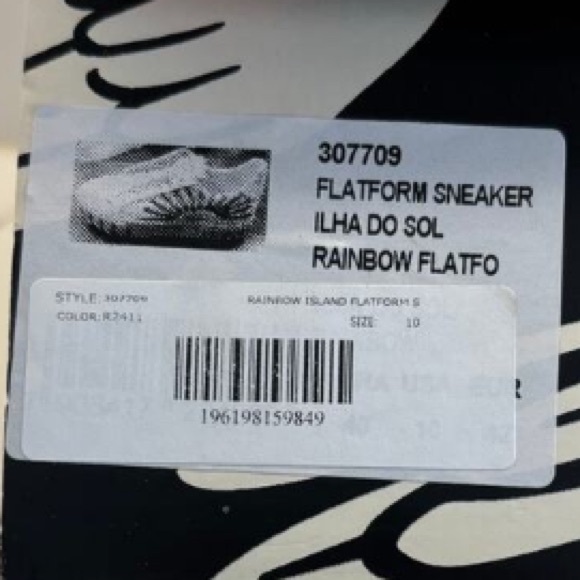 307709
FLATFORM SNEAKER
ILHA DO SOL
RAINBOW FLATFO
STYLE: 307709 RAINBOW ISLAND FLATFORM S
COLOR:R2411 SIZE: 10
196198159849